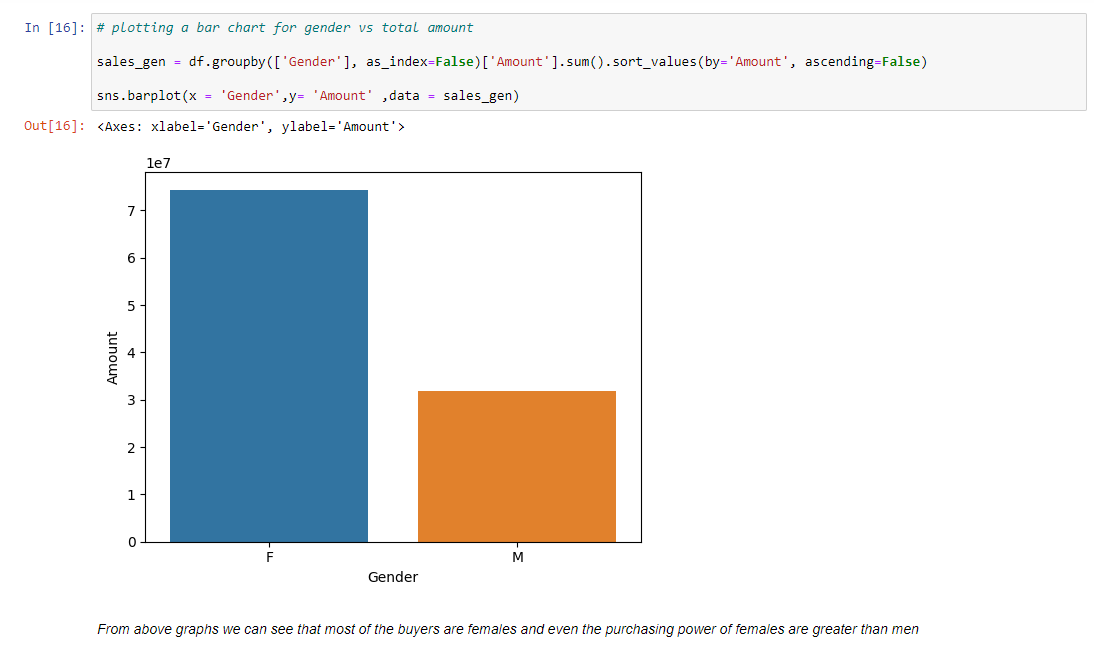 In [16]: # plotting a bar chart for gender vs total amount
sales_gen = df.groupby(['Gender'], as_index=False)['Amount'].sum().sort_values(by='Amount', ascending=False)
sns.barplot(x = 'Gender',y= 'Amount' ,data = sales_gen)
Out[16]: <Axes: xlabel='Gender', ylabel='Amount'>
1e7
7
6
5
4
3
2
1
0
Amount
F M
Gender
From above graphs we can see that most of the buyers are females and even the purchasing power of females are greater than men